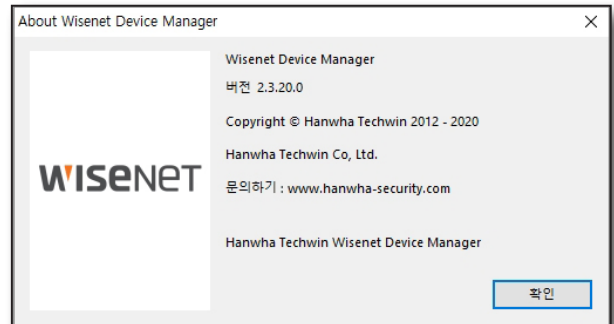 About Wisenet Device Manager
Wisenet Device Manager
버전 2.3.20.0
Copyright © Hanwha Techwin 2012 - 2020
Hanwha Techwin Co, Ltd.
WISENET
문의하기 : www.hanwha-security.com
Hanwha Techwin Wisenet Device Manager
확인